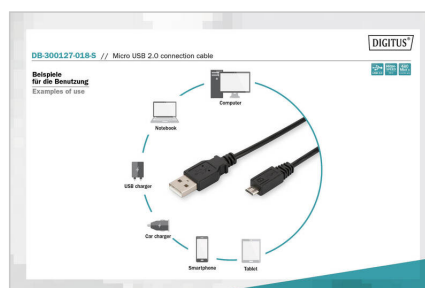 DIGITUS®
DB-300127-018-S // Micro USB 2.0 connection cable
Beispiele
für die Benutzung
Examples of use
Computer
Notebook
USB charger
Car charger
Smartphone
Tablet